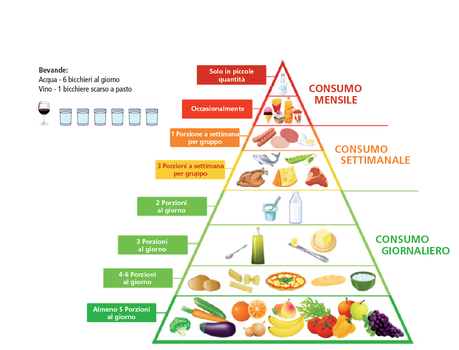 Bevande:
Acqua - 6 bicchieri al giorno
Vino - 1 bicchiere scarso a pasto
Solo in piccole
quantità
Occasionalmente
CONSUMO
MENSILE
1 Porzione a settimana
per gruppo
CONSUMO
SETTIMANALE
3 Porzioni a settimana
per gruppo
2 Porzioni
al giorno
3 Porzioni
al giorno
CONSUMO
GIORNALIERO
4-6 Porzioni
al giorno
Almeno 5 Porzioni
al giorno